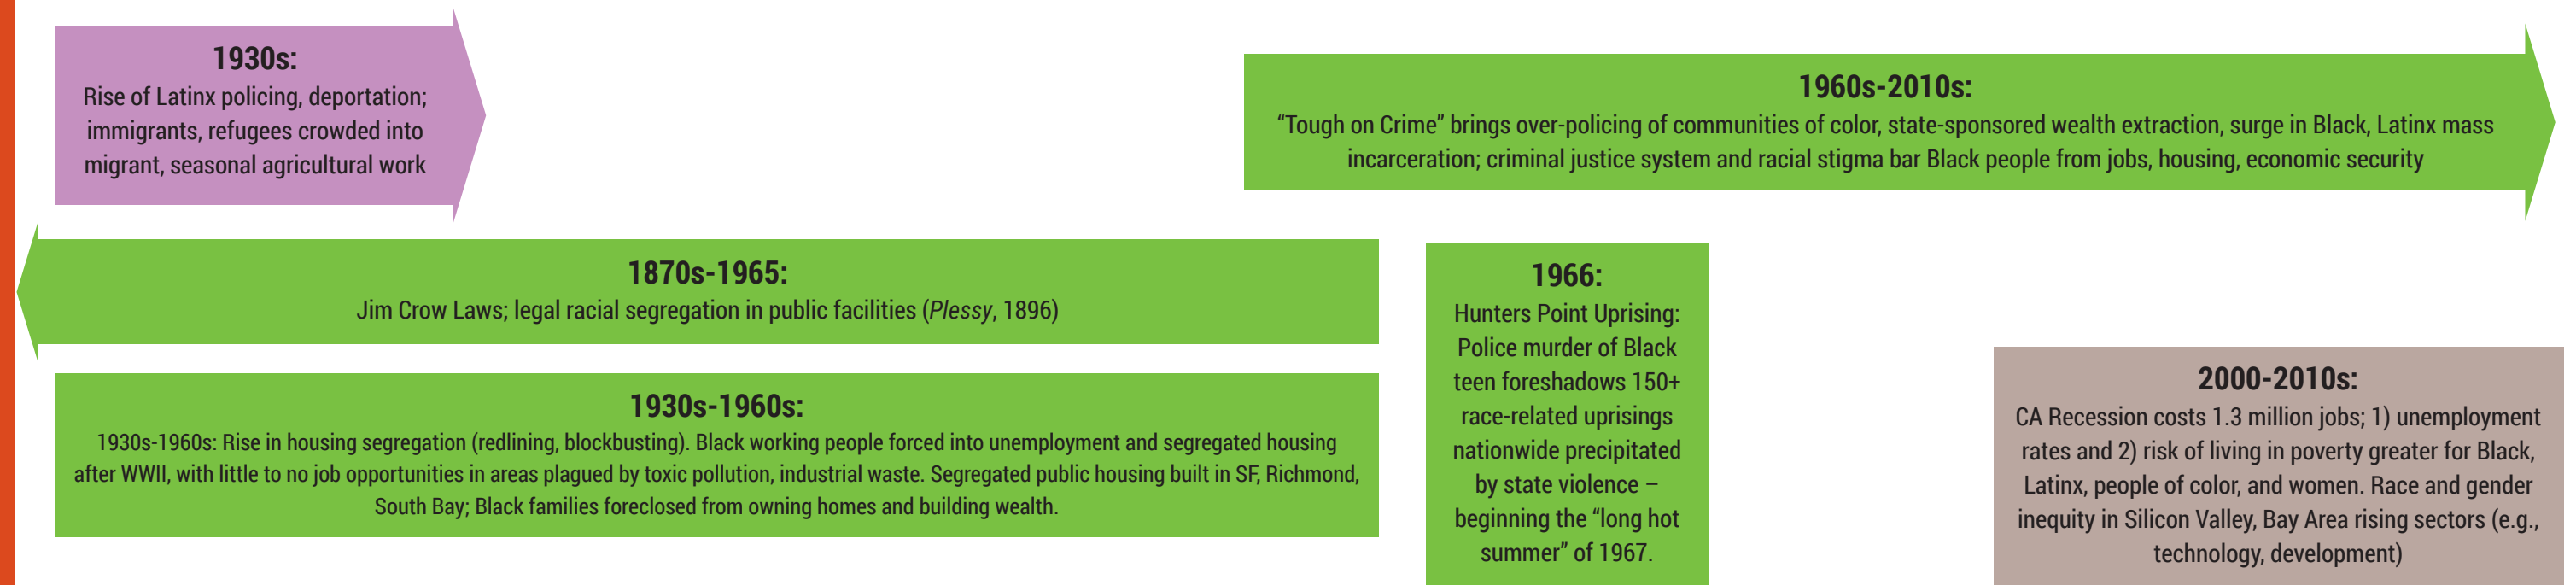 1930s:
Rise of Latinx policing, deportation;
immigrants, refugees crowded into
migrant, seasonal agricultural work
1960s-2010s:
“Tough on Crime” brings over-policing of communities of color, state-sponsored wealth extraction, surge in Black, Latinx mass
incarceration; criminal justice system and racial stigma bar Black people from jobs, housing, economic security
1870s-1965:
Jim Crow Laws; legal racial segregation in public facilities (Plessy, 1896)
1930s-1960s:
1930s-1960s: Rise in housing segregation (redlining, blockbusting). Black working people forced into unemployment and segregated housing
after WWII, with little to no job opportunities in areas plagued by toxic pollution, industrial waste. Segregated public housing built in SF, Richmond,
South Bay; Black families foreclosed from owning homes and building wealth.
1966:
Hunters Point Uprising:
Police murder of Black
teen foreshadows 150+
race-related uprisings
nationwide precipitated
by state violence –
beginning the “long hot
summer” of 1967.
2000-2010s:
CA Recession costs 1.3 million jobs; 1) unemployment
rates and 2) risk of living in poverty greater for Black,
Latinx, people of color, and women. Race and gender
inequity in Silicon Valley, Bay Area rising sectors (e.g.,
technology, development)